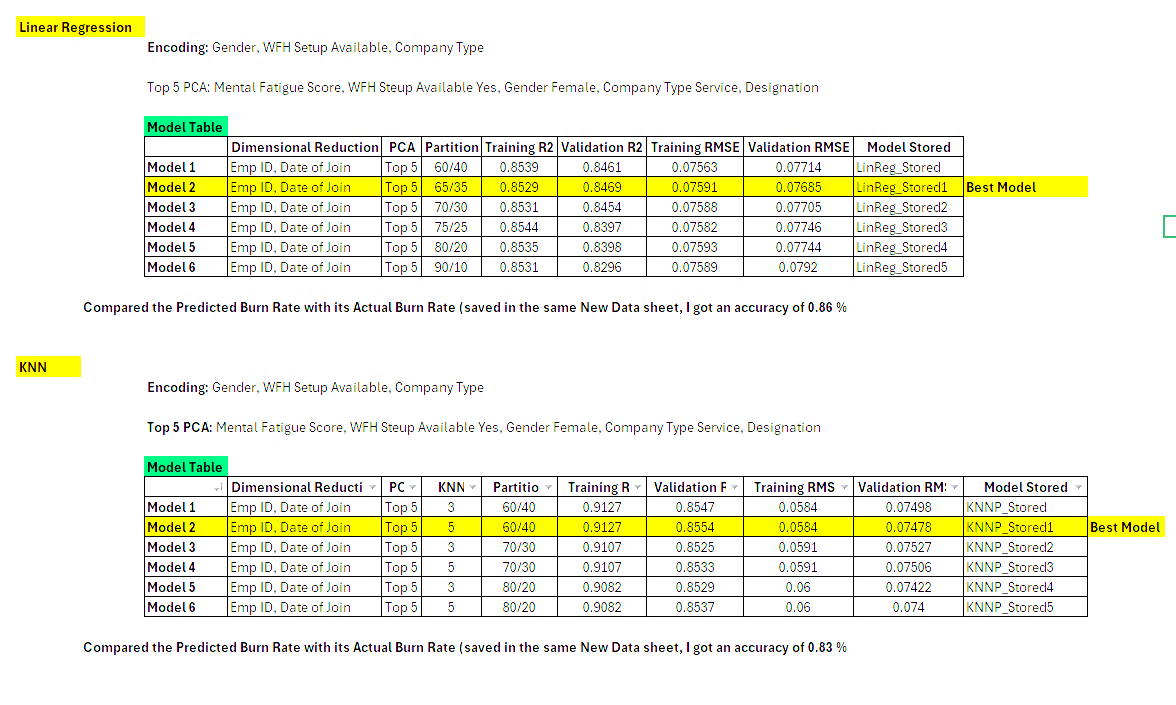 Linear Regression
Encoding: Gender, WFH Setup Available, Company Type
Top 5 PCA: Mental Fatigue Score, WFH Steup Available Yes, Gender Female, Company Type Service, Designation
Model Table
Dimensional Reduction PCA Partition Training R2 Validation R2 Training RMSE Validation RMSE Model Stored
Model 1 Emp ID, Date of Join Top 5 60/40 0.8539 0.8461 0.07563 0.07714 LinReg_Stored
Model 2 Emp ID, Date of Join Top 5 65/35 0.8529 0.8469 0.07591 0.07685 LinReg_Stored1 Best Model
Model 3 Emp ID, Date of Join Top 5 70/30 0.8531 0.8454 0.07588 0.07705 LinReg_Stored2
Model 4 Emp ID, Date of Join Top 5 75/25 0.8544 0.8397 0.07582 0.07746 LinReg_Stored3
Model 5 Emp ID, Date of Join Top 5 80/20 0.8535 0.8398 0.07593 0.07744 LinReg_Stored4
Model 6 Emp ID, Date of Join Top 5 90/10 0.8531 0.8296 0.07589 0.0792 LinReg_Stored5
Compared the Predicted Burn Rate with its Actual Burn Rate (saved in the same New Data sheet, I got an accuracy of 0.86 %
KNN
Encoding: Gender, WFH Setup Available, Company Type
Top 5 PCA: Mental Fatigue Score, WFH Steup Available Yes, Gender Female, Company Type Service, Designation
Model Table
Dimensional Reducti PC KNN Partitio Training R Validation F Training RMS Validation RM Model Stored
Model 1 Emp ID, Date of Join Top 5 3 60/40 0.9127 0.8547 0.0584 0.07498 KNNP_Stored
Model 2 Emp ID, Date of Join Top 5 5 60/40 0.9127 0.8554 0.0584 0.07478 KNNP_Stored1 Best Model
Model 3 Emp ID, Date of Join Top 5 3 70/30 0.9107 0.8525 0.0591 0.07527 KNNP_Stored2
Model 4 Emp ID, Date of Join Top 5 5 70/30 0.9107 0.8533 0.0591 0.07506 KNNP_Stored3
Model 5 Emp ID, Date of Join Top 5 3 80/20 0.9082 0.8529 0.06 0.07422 KNNP_Stored4
Model 6 Emp ID, Date of Join Top 5 5 80/20 0.9082 0.8537 0.06 0.074 KNNP_Stored5
Compared the Predicted Burn Rate with its Actual Burn Rate (saved in the same New Data sheet, I got an accuracy of 0.83 %